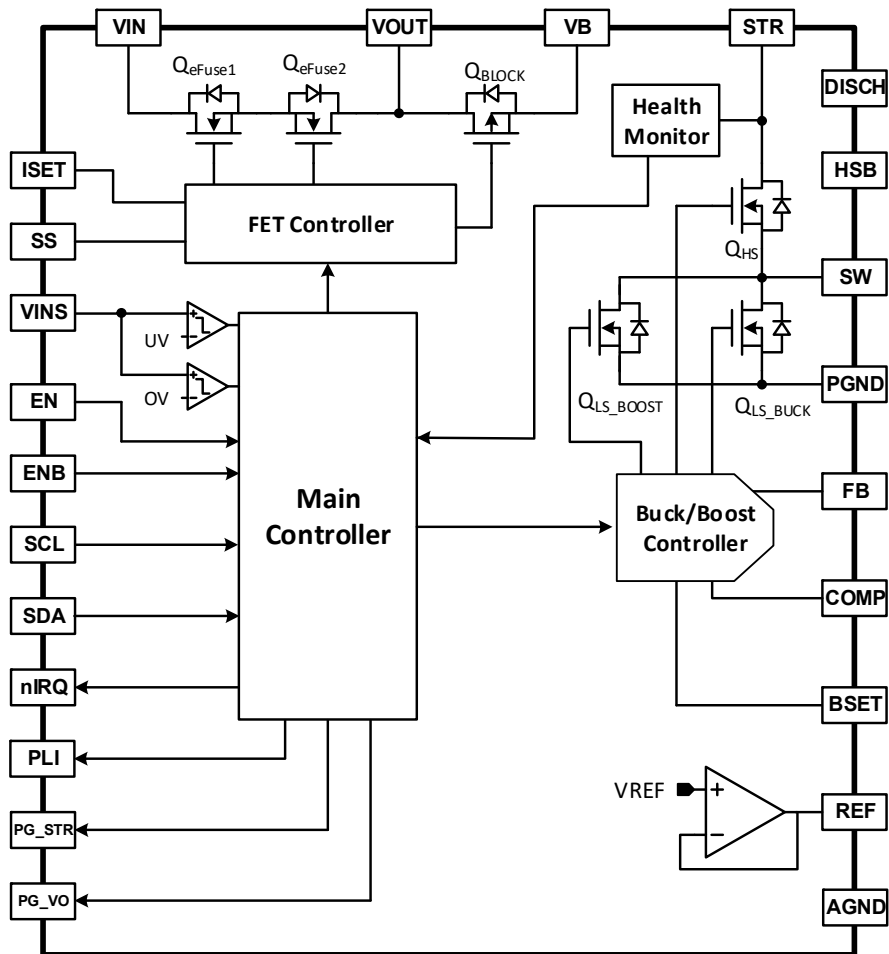 VIN
VOUT
VB
STR
QeFuse1
QeFuse2
QBLOCK
DISCH
Health
Monitor
ISET
HSB
FET Controller
SS
QHS
SW
VINS
UV
OV
PGND
EN
QLS_BOOST
QLS_BUCK
ENB
FB
Main
Controller
Buck/Boost
Controller
SCL
COMP
SDA
nIRQ
BSET
PLI
VREF
REF
PG_STR
PG_VO
AGND